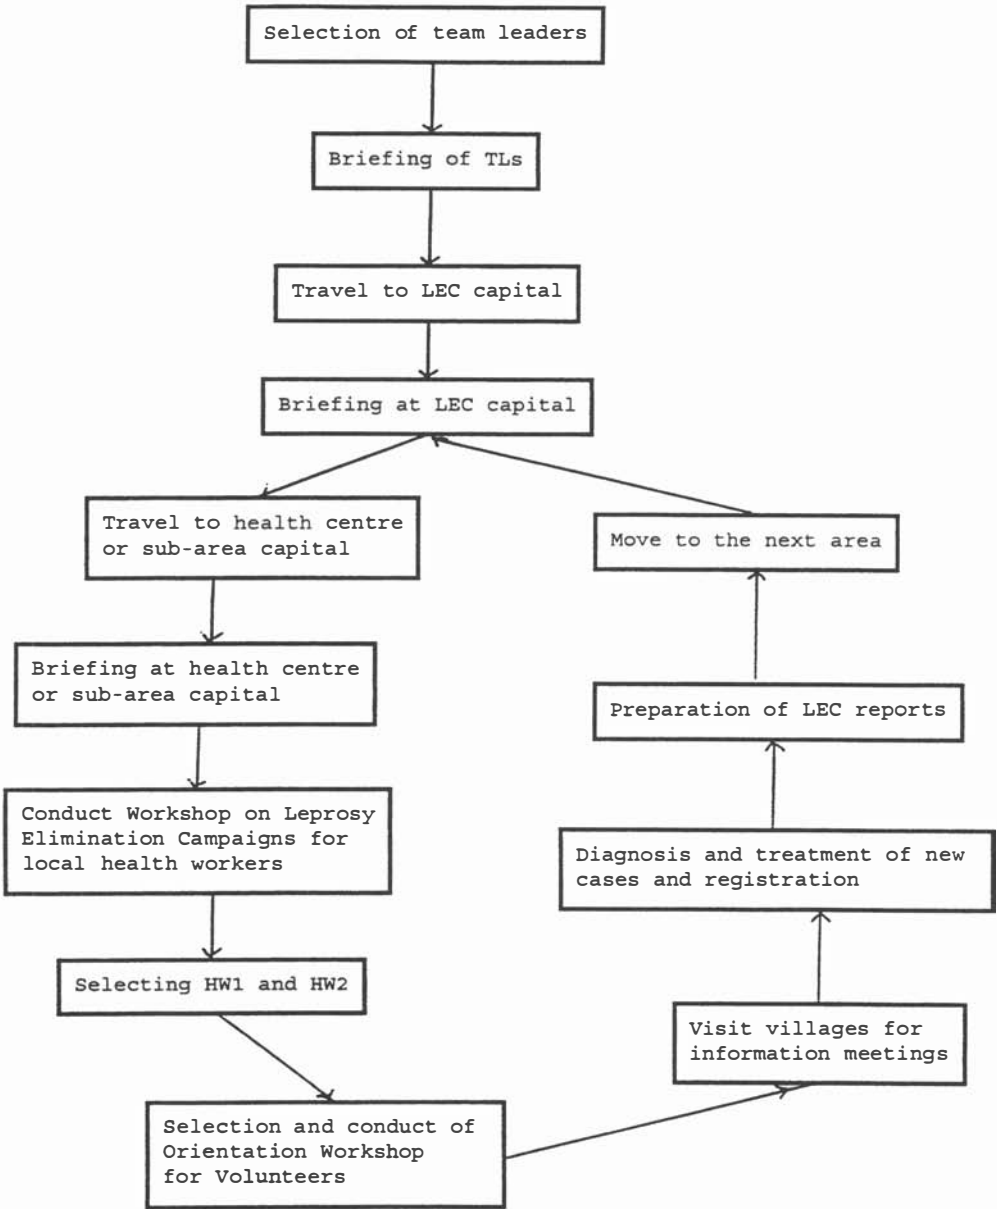 Selection of team leaders
Briefing of TLs
Travel to LEC capital
Briefing at LEC capital
Travel to health centre
or sub-area capital
Briefing at health centre
or sub-area capital
Conduct Workshop on Leprosy
Elimination Campaigns for
local health workers
Selecting HW1 and HW2
Selection and conduct of
Orientation Workshop
for Volunteers
Visit villages for
information meetings
Diagnosis and treatment of new
cases and registration
Preparation of LEC reports
Move to the next area